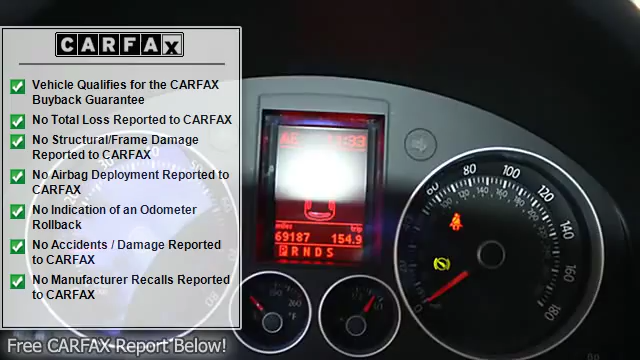 CARFAX
Vehicle Qualifies for the CARFAX
Buyback Guarantee
No Total Loss Reported to CARFAX
No Structural/Frame Damage
Reported to CARFAX
No Airbag Deployment Reported to
CARFAX
No Indication of an Odometer
Rollback
No Accidents / Damage Reported
to CARFAX
No Manufacturer Recalls Reported
to CARFAX
Free CARFAX Report Below!
miles trip
69187 154.9
PRNDS
60
80
100
120
140
160
180